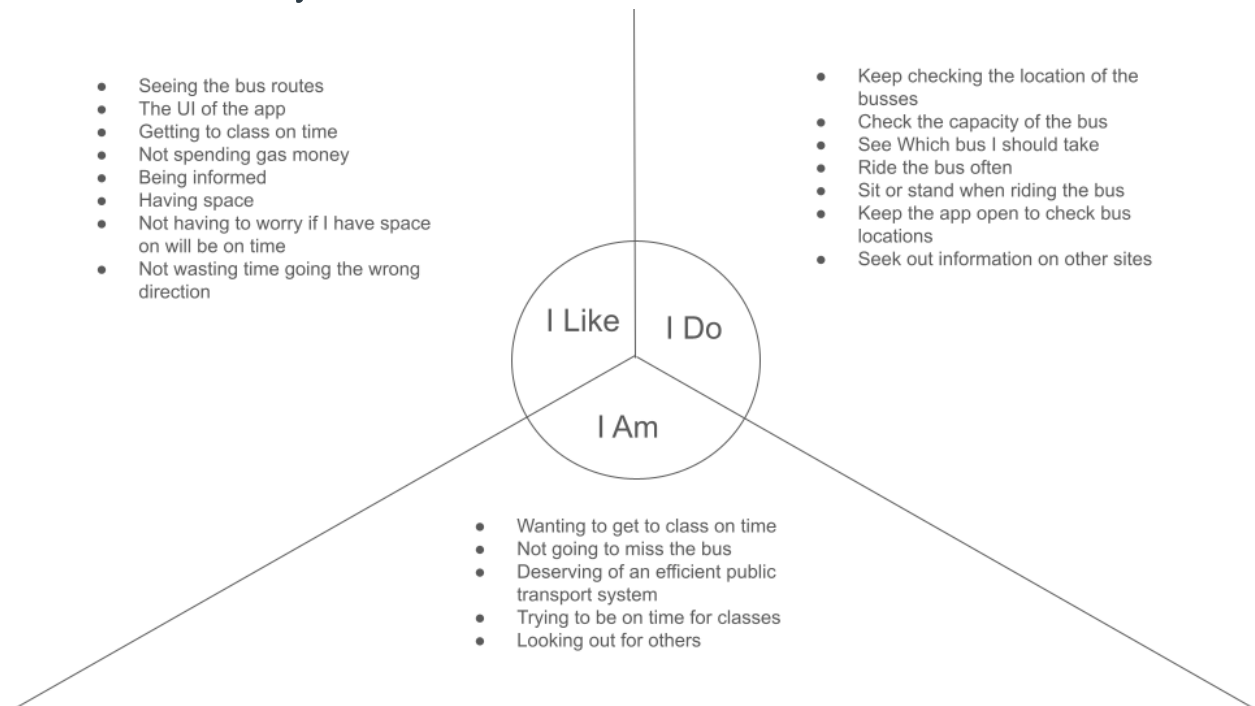 Seeing the bus routes
The UI of the app
Getting to class on time
Not spending gas money
Being informed
Having space
Not having to worry if I have space
on will be on time
Not wasting time going the wrong
direction
Keep checking the location of the
busses
Check the capacity of the bus
See Which bus I should take
Ride the bus often
Sit or stand when riding the bus
Keep the app open to check bus
locations
Seek out information on other sites
I Like
I Do
I Am
Wanting to get to class on time
Not going to miss the bus
Deserving of an efficient public
transport system
Trying to be on time for classes
Looking out for others